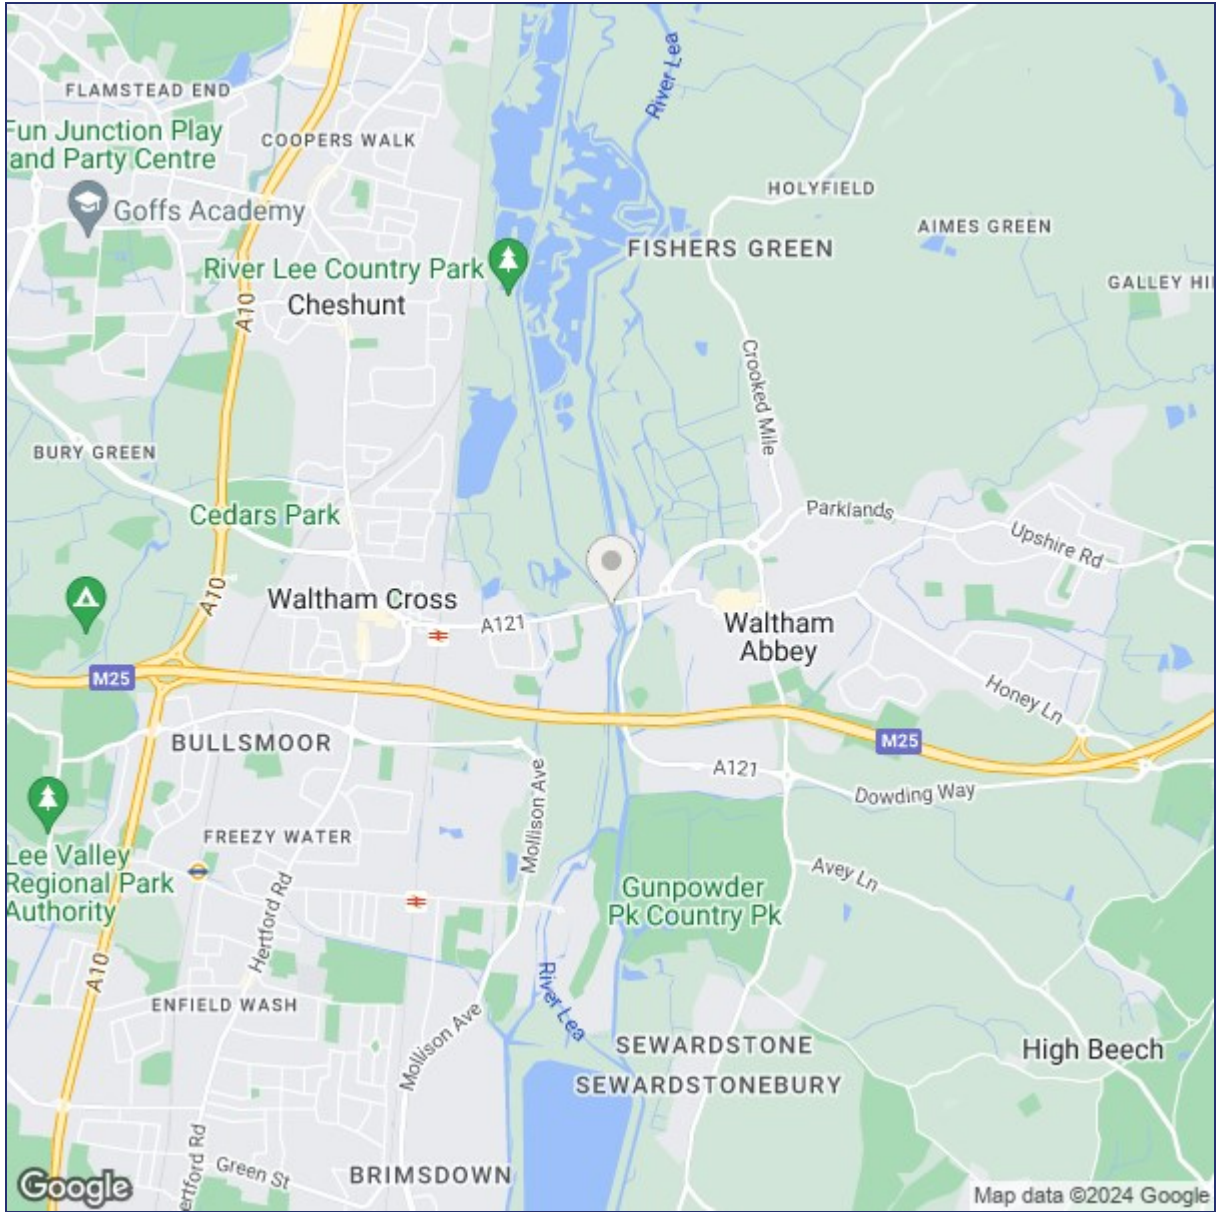 River Lea
FLAMSTEAD END
Fun Junction Play
and Party Centre
COOPERS WALK
Goffs Academy
HOLYFIELD
AIMES GREEN
FISHERS GREEN
River Lee Country Park
GALLEY HI
Cheshunt
A10
Crooked Mile
BURY GREEN
Cedars Park
Parklands
Upshire Rd
A10
Waltham Cross
A121
Waltham
Abbey
M25
Honey Ln
BULLSMOOR
M25
A121
Dowding Way
Mollison Ave
FREEZY WATER
Lee Valley
Regional Park
Authority
Avey Ln
Gunpowder
Pk Country Pk
Hertford Rd
A10
River Lea
ENFIELD WASH
Mollison Ave
SEWARDSTONE
High Beech
SEWARDSTONEBURY
ertford Rd
Green St
BRIMSDOWN
Google
Map data ©2024 Google